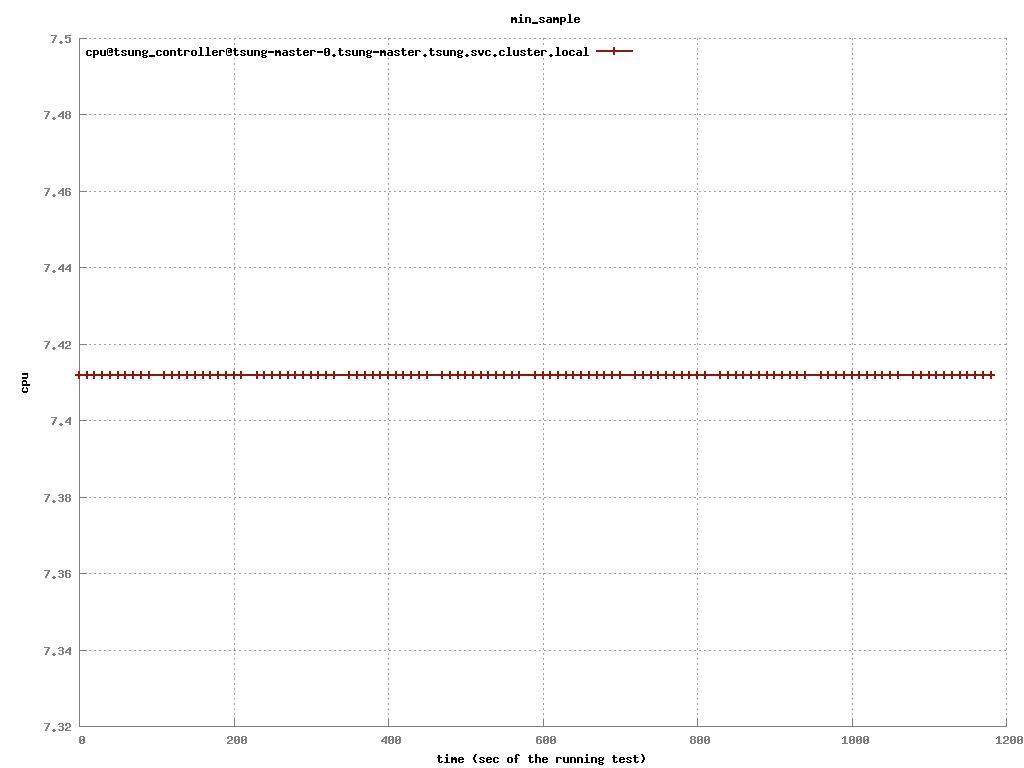 min_sample
7.5
cpu@tsung_controller@tsung-master-0.tsung-master.tsung.svc.cluster.local
7.48
7.46
7.44
7.42
cpu
7.4
7.38
7.36
7.34
7.32
0 200 400 600 800 1000 1200
time (sec of the running test)